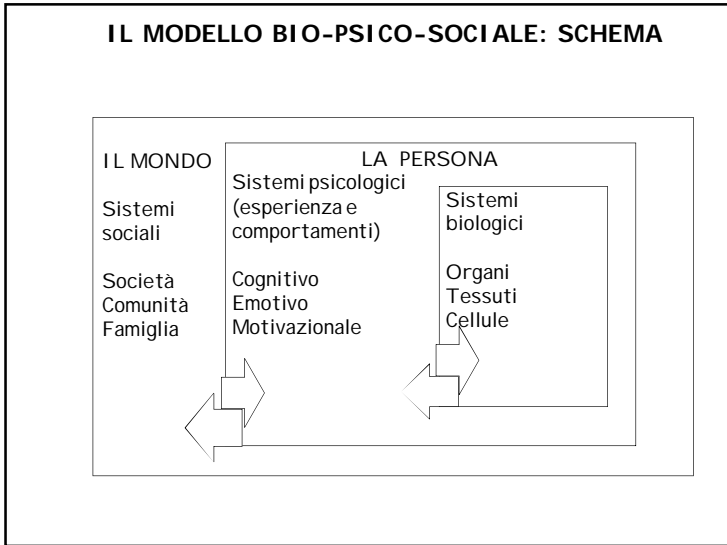 IL MODELLO BIO-PSICO-SOCIALE: SCHEMA
IL MONDO
Sistemi
sociali
Società
Comunità
Famiglia
LA PERSONA
Sistemi psicologici
(esperienza e
comportamenti)
Cognitivo
Emotivo
Motivazionale
Sistemi
biologici
Organi
Tessuti
Cellule